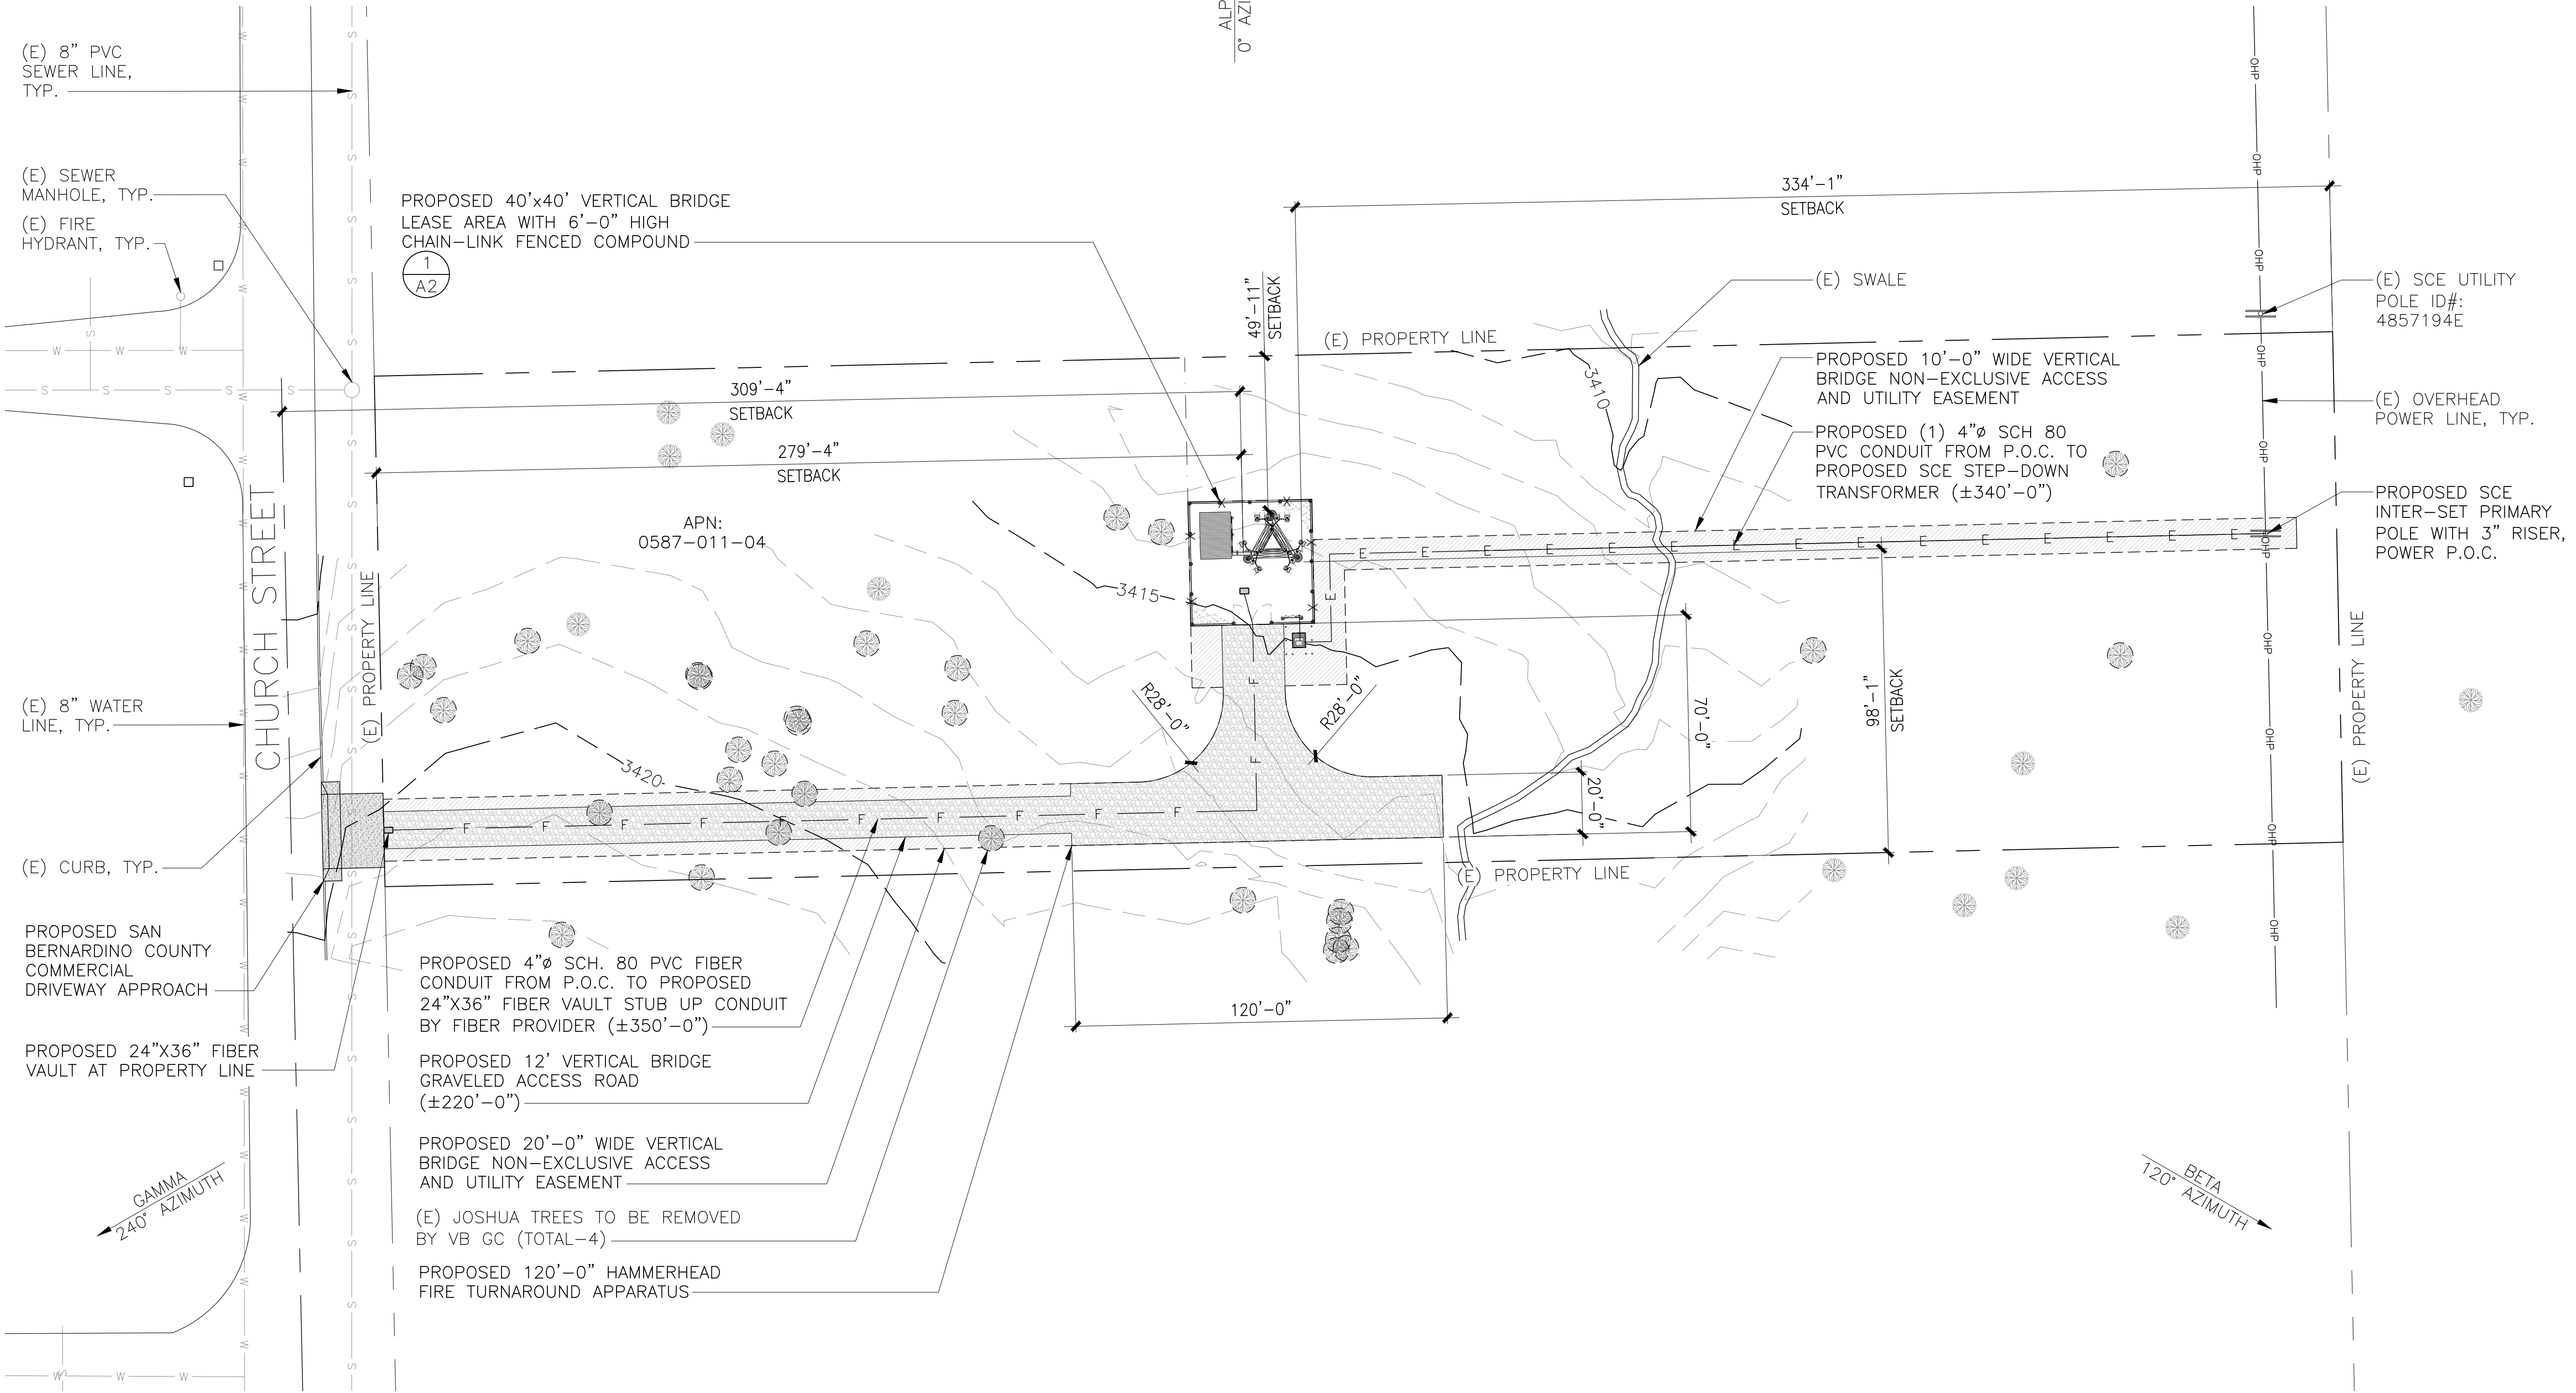 (E) 8" PVC
SEWER LINE,
TYP.
(E) SEWER
MANHOLE, TYP.
(E) FIRE
HYDRANT, TYP.
PROPOSED 40'x40' VERTICAL BRIDGE
LEASE AREA WITH 6'-0" HIGH
CHAIN-LINK FENCED COMPOUND
1
A2
0°
334'-1"
SETBACK
49'-11"
SETBACK
(E) SWALE
(E) SCE UTILITY
POLE ID#:
4857194E
(E) PROPERTY LINE
PROPOSED 10'-0" WIDE VERTICAL
BRIDGE NON-EXCLUSIVE ACCESS
AND UTILITY EASEMENT
3410
309'-4"
SETBACK
(E) OVERHEAD
POWER LINE, TYP.
PROPOSED (1) 4"ø SCH 80
PVC CONDUIT FROM P.O.C. TO
PROPOSED SCE STEP-DOWN
TRANSFORMER (±340'-0")
279'-4"
SETBACK
PROPOSED SCE
INTER-SET PRIMARY
POLE WITH 3" RISER,
POWER P.O.C.
APN:
0587-011-04
CHURCH STREET
(E) PROPERTY LINE
3415
(E) 8" WATER
LINE, TYP.
R28'-0"
R28'-0"
70'-0"
98'-1"
SETBACK
(E) PROPERTY LINE
3420
20'-0"
(E) CURB, TYP.
(E) PROPERTY LINE
PROPOSED SAN
BERNARDINO COUNTY
COMMERCIAL
DRIVEWAY APPROACH
PROPOSED 4"ø SCH. 80 PVC FIBER
CONDUIT FROM P.O.C. TO PROPOSED
24"X36" FIBER VAULT STUB UP CONDUIT
BY FIBER PROVIDER (±350'-0")
120'-0"
PROPOSED 24"X36" FIBER
VAULT AT PROPERTY LINE
PROPOSED 12' VERTICAL BRIDGE
GRAVELED ACCESS ROAD
(±220'-0")
PROPOSED 20'-0" WIDE VERTICAL
BRIDGE NON-EXCLUSIVE ACCESS
AND UTILITY EASEMENT
GAMMA
240° AZIMUTH
BETA
120° AZIMUTH
(E) JOSHUA TREES TO BE REMOVED
BY VB GC (TOTAL-4)
PROPOSED 120'-0" HAMMERHEAD
FIRE TURNAROUND APPARATUS